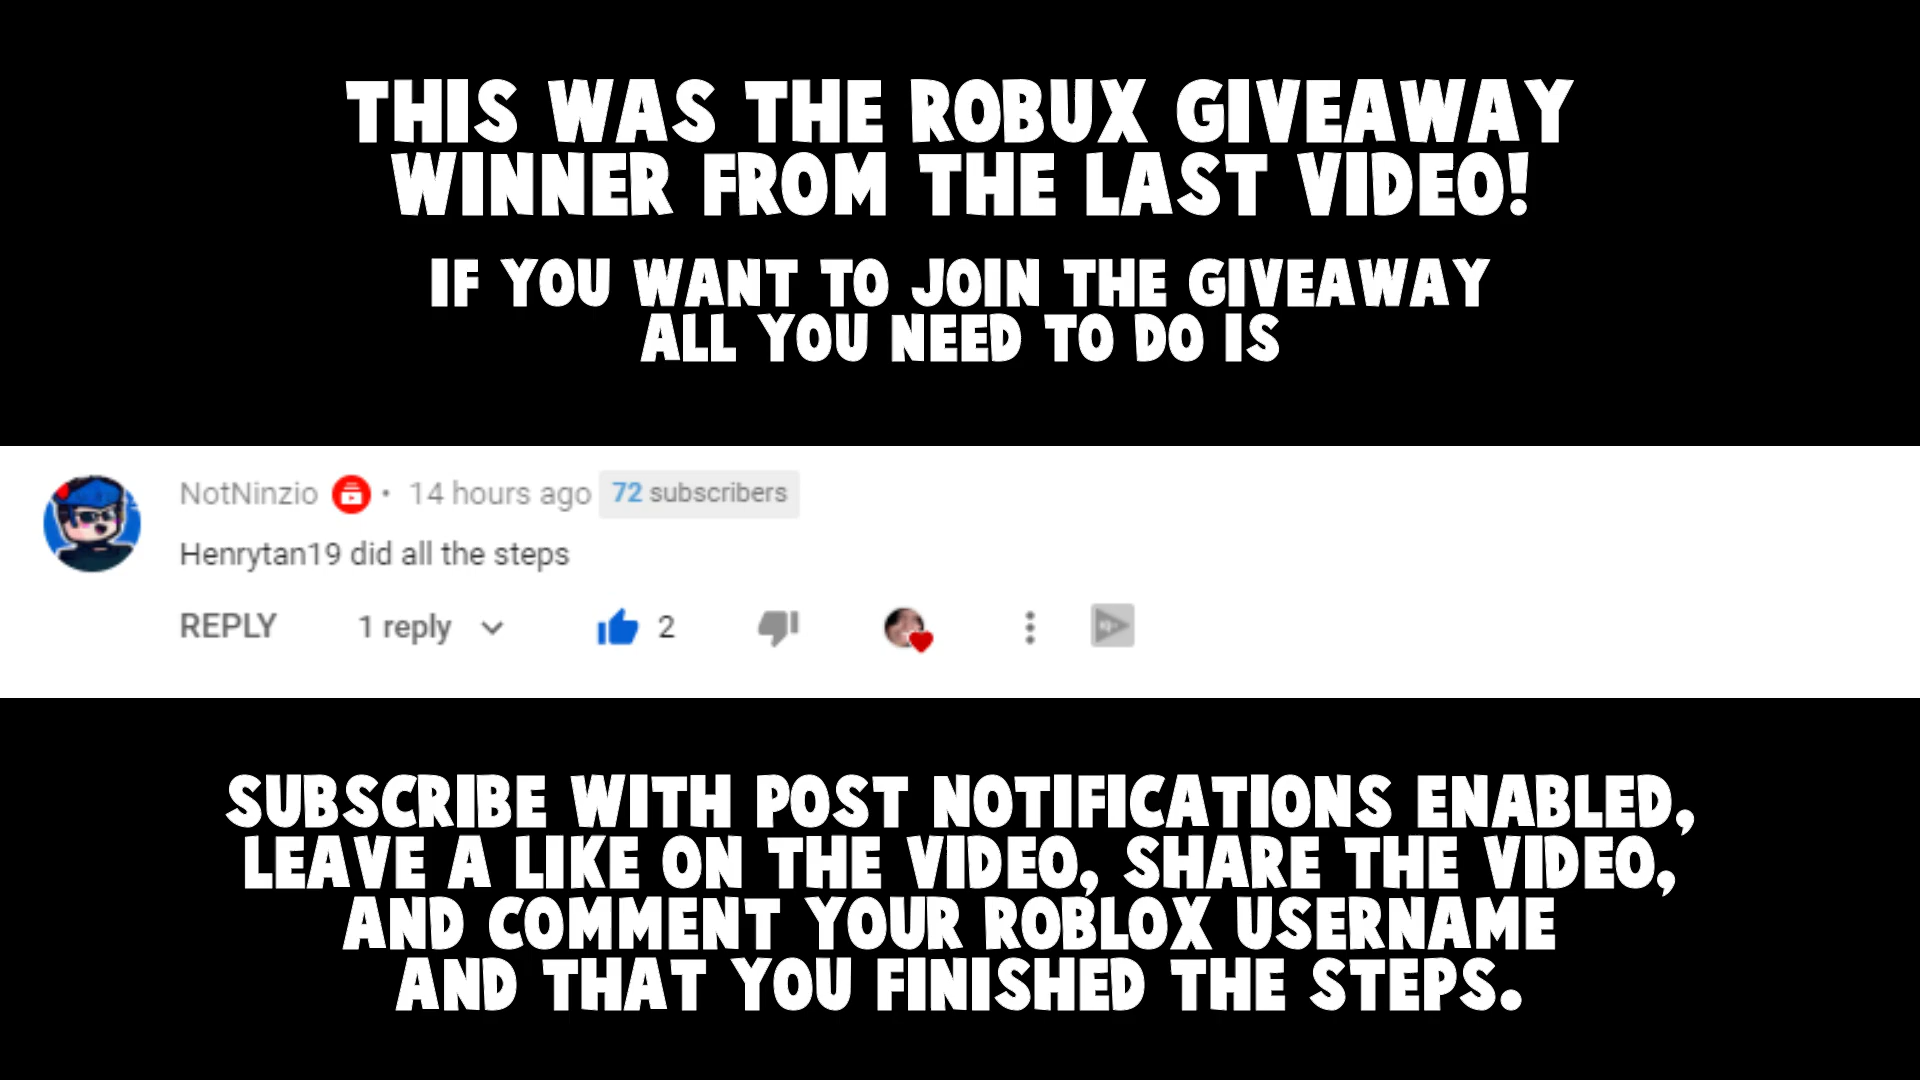 THIS WAS THE ROBUX GIVEAWAY
WINNER FROM THE LAST VIDEO!
IF YOU WANT TO JOIN THE GIVEAWAY
ALL YOU NEED TO DO IS
NotNinzio • 14 hours ago 72 subscribers
Henrytan19 did all the steps
REPLY 1 reply 2
SUBSCRIBE WITH POST NOTIFICATIONS ENABLED,
LEAVE A LIKE ON THE VIDEO, SHARE THE VIDEO,
AND COMMENT YOUR ROBLOX USERNAME
AND THAT YOU FINISHED THE STEPS.